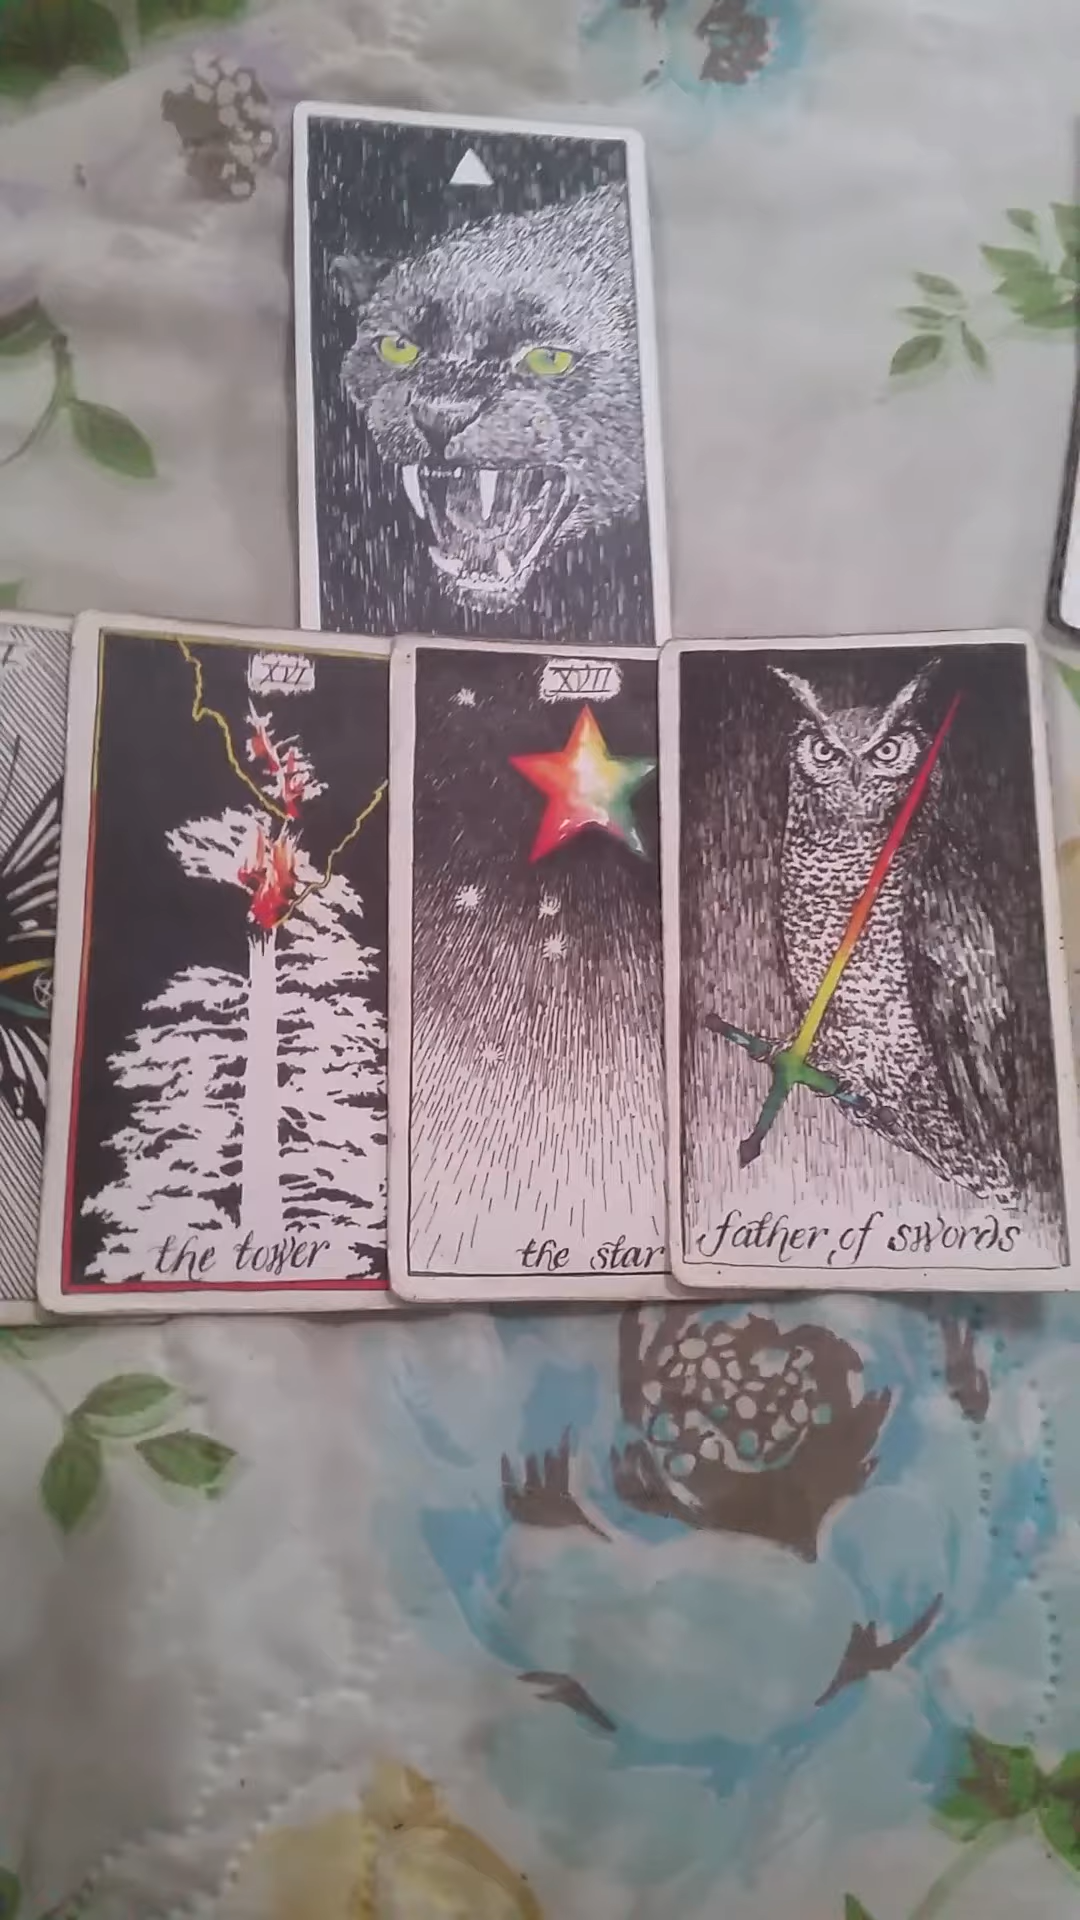 XVI
XVII
the tower
the star
father of swords